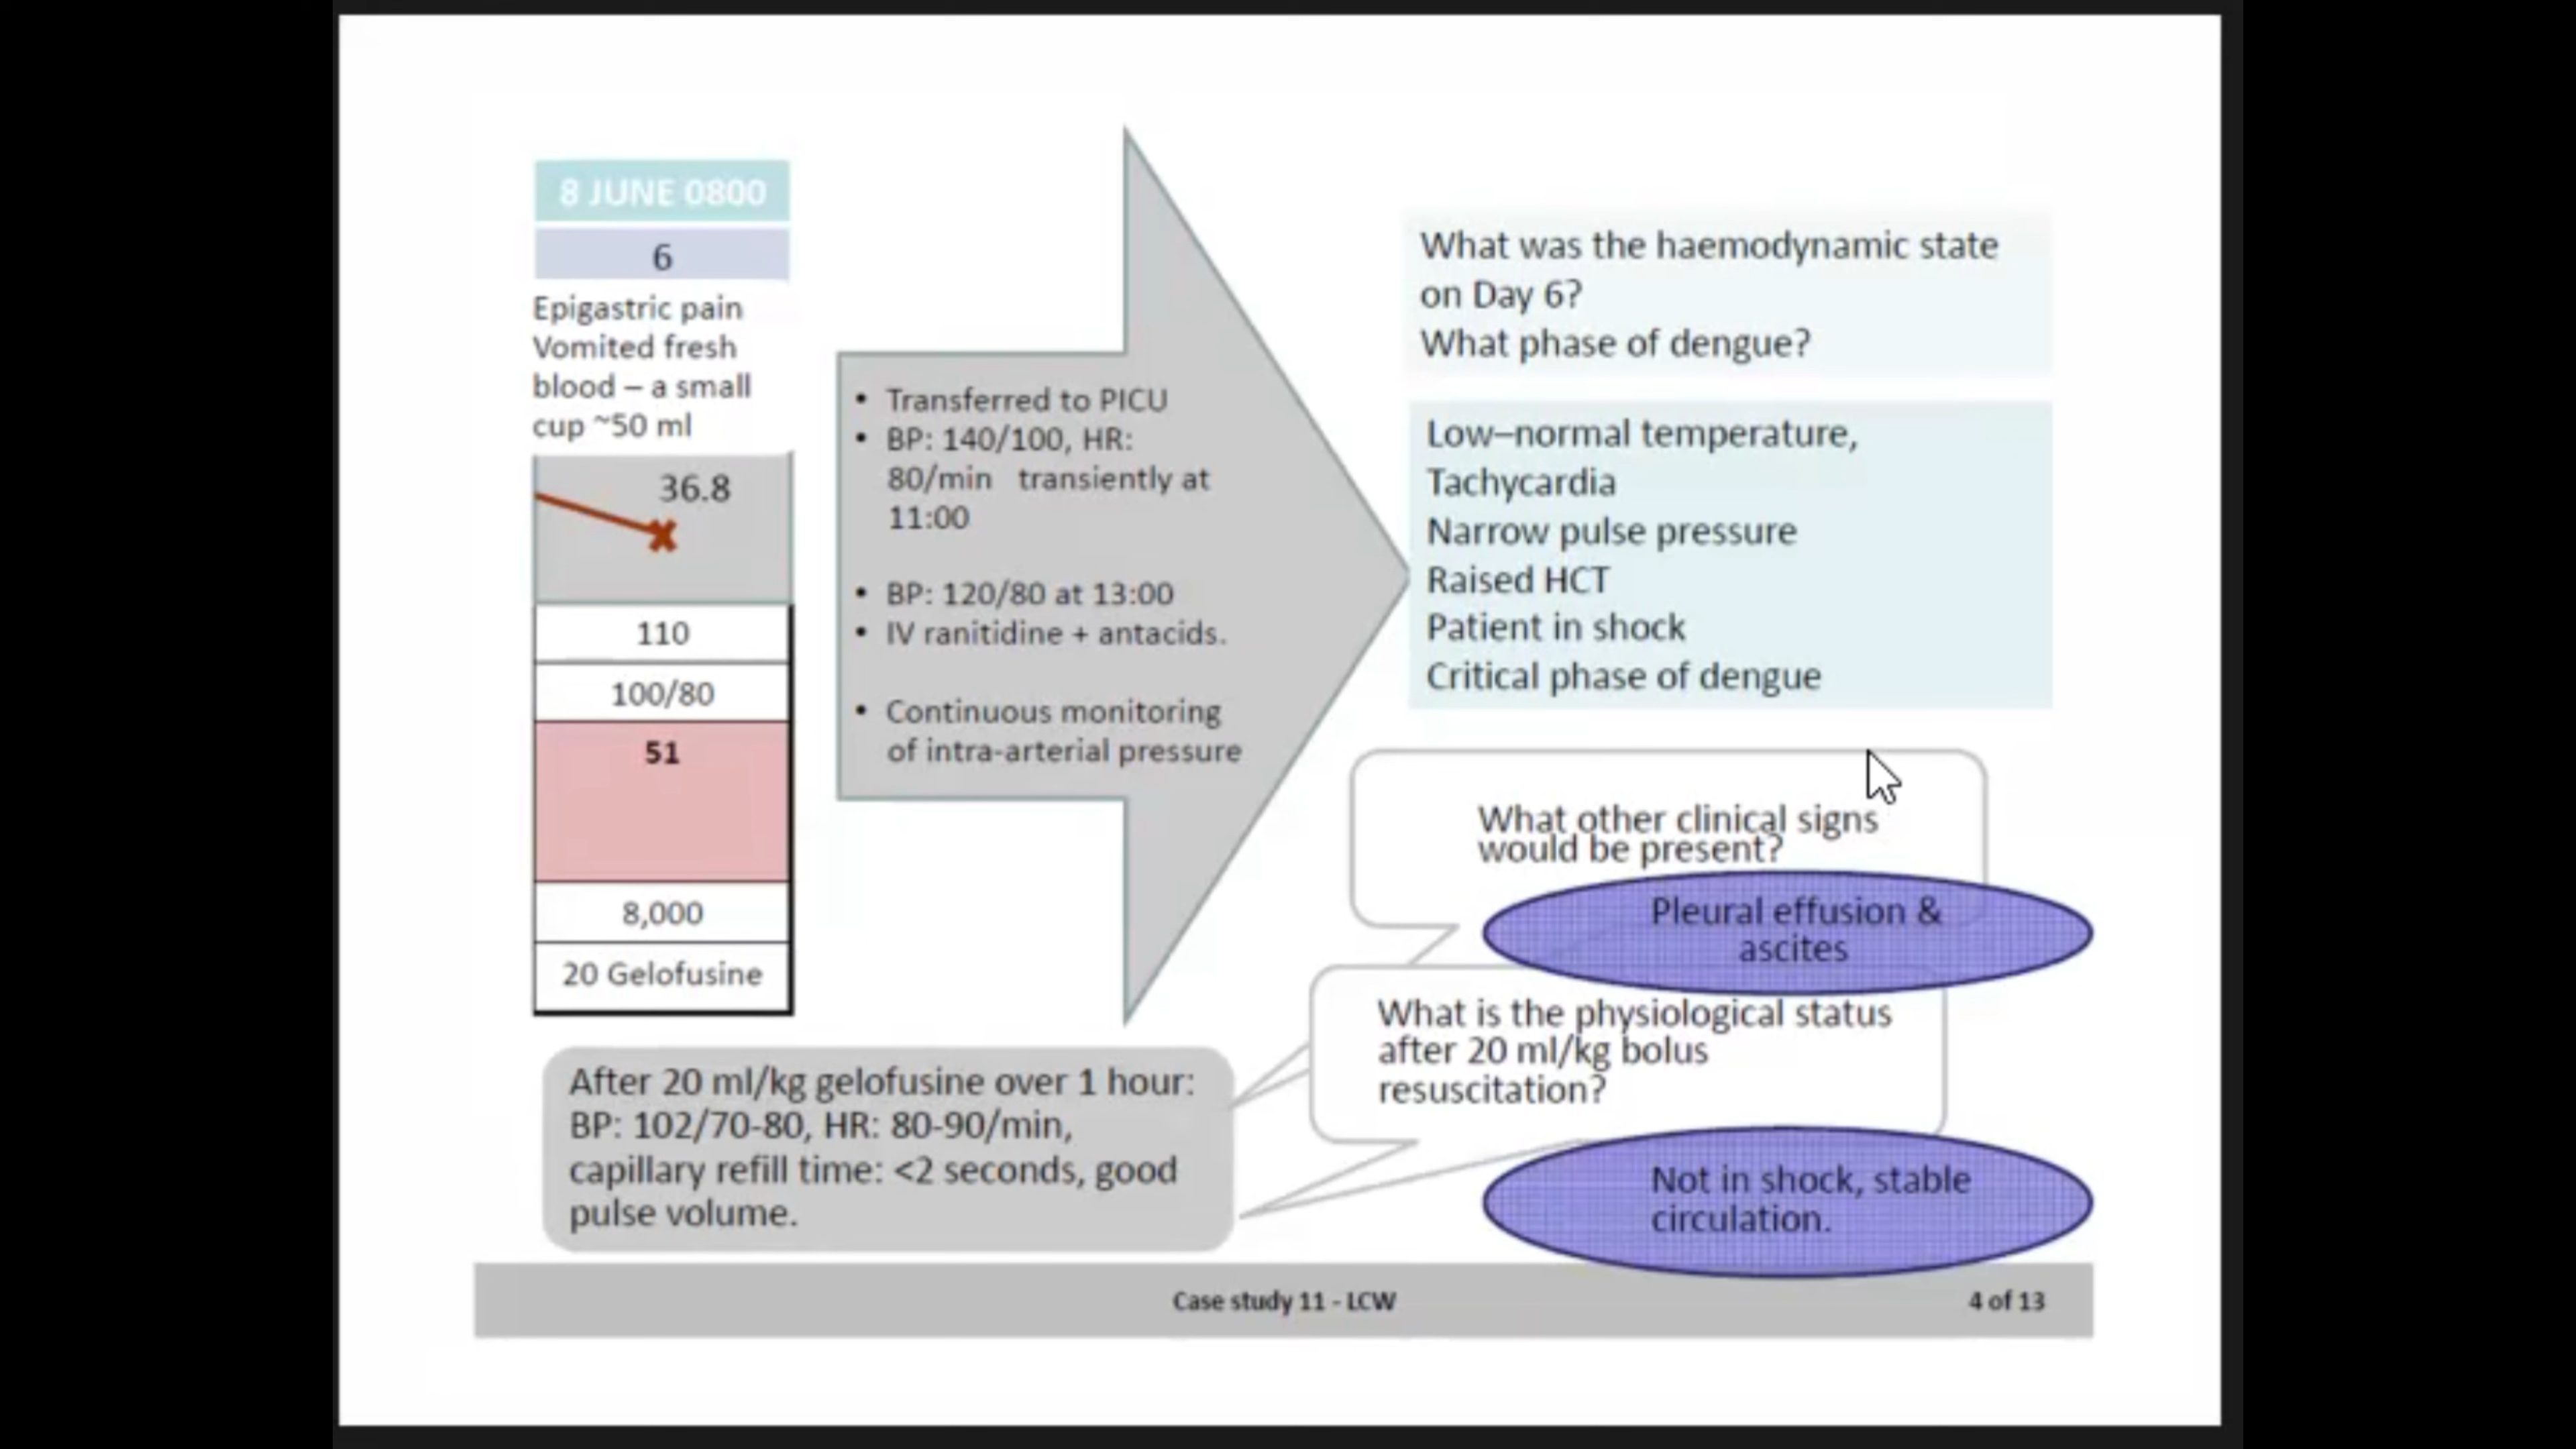 8 JUNE 0800
6
Epigastric pain
Vomited fresh
blood – a small
cup ~50 ml
36.8
110
100/80
51
8,000
20 Gelofusine
• Transferred to PICU
• BP: 140/100, HR:
80/min transiently at
11:00
• BP: 120/80 at 13:00
• IV ranitidine + antacids.
• Continuous monitoring
of intra-arterial pressure
What was the haemodynamic state
on Day 6?
What phase of dengue?
Low–normal temperature,
Tachycardia
Narrow pulse pressure
Raised HCT
Patient in shock
Critical phase of dengue
What other clinical signs
would be present?
Pleural effusion &
ascites
What is the physiological status
after 20 ml/kg bolus
resuscitation?
After 20 ml/kg gelofusine over 1 hour:
BP: 102/70-80, HR: 80-90/min,
capillary refill time: <2 seconds, good
pulse volume.
Not in shock, stable
circulation.
Case study 11 - LCW
4 of 13